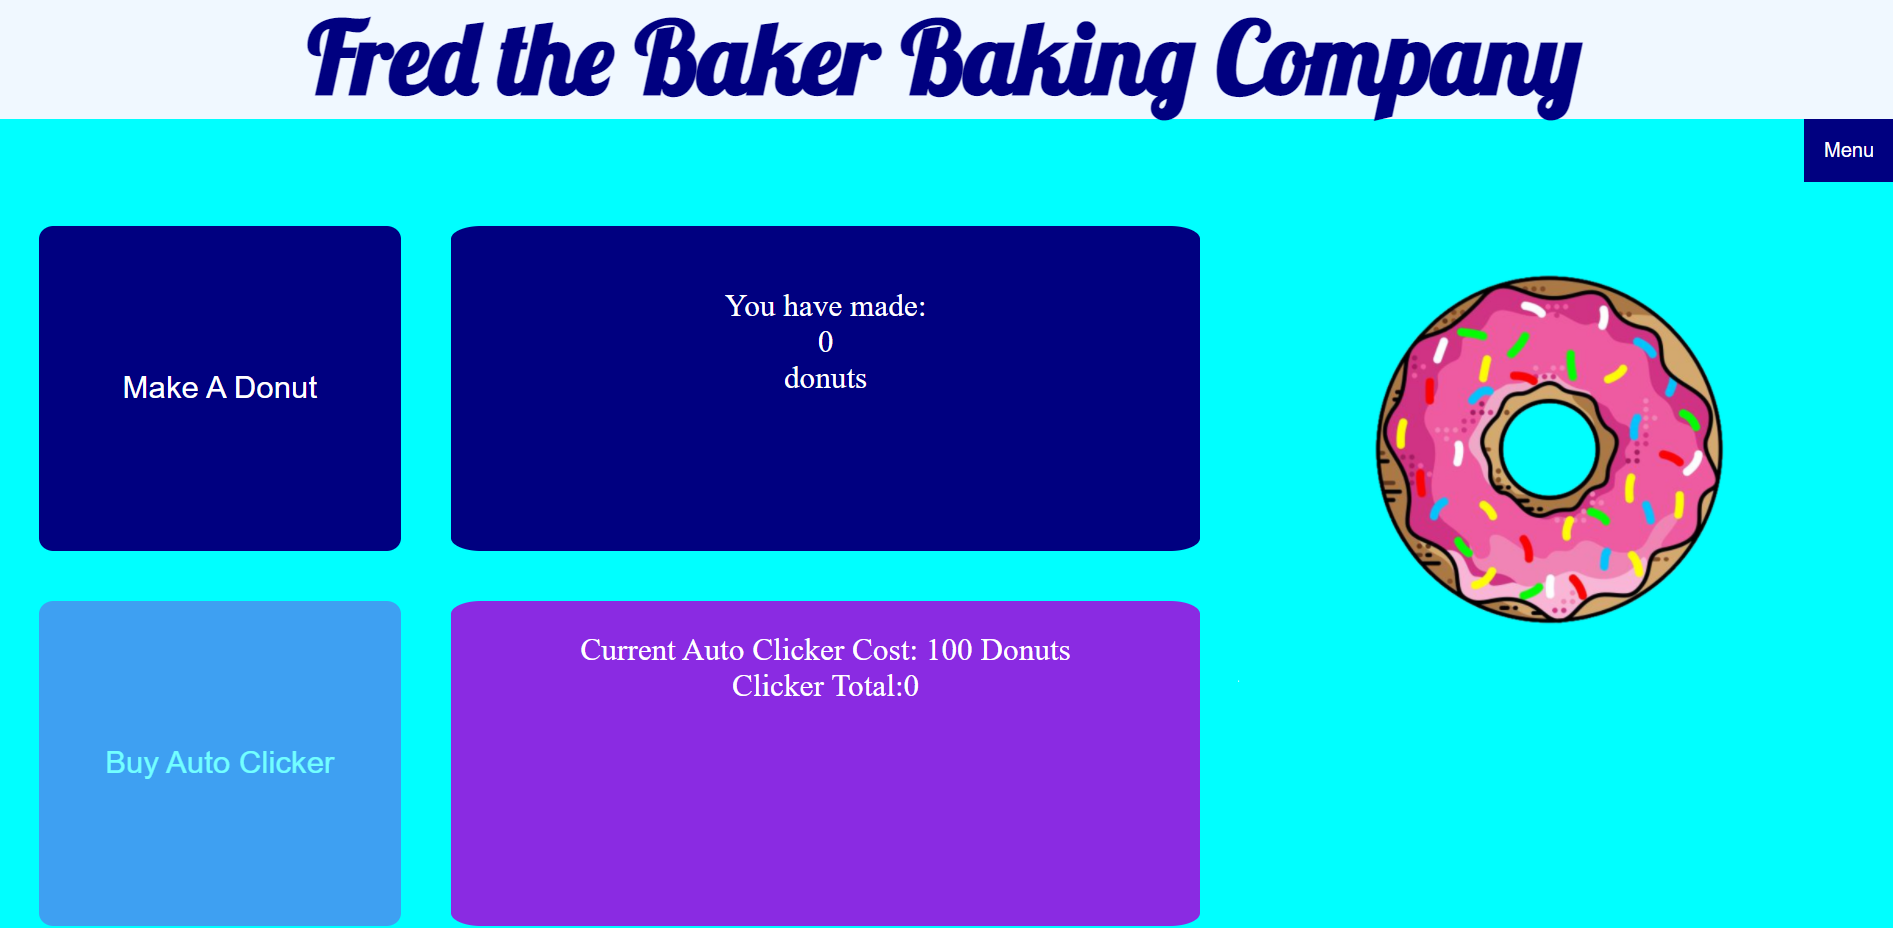 Fred the Baker Baking Company
Menu
Make A Donut
You have made:
0
donuts
Buy Auto Clicker
Current Auto Clicker Cost: 100 Donuts
Clicker Total:0